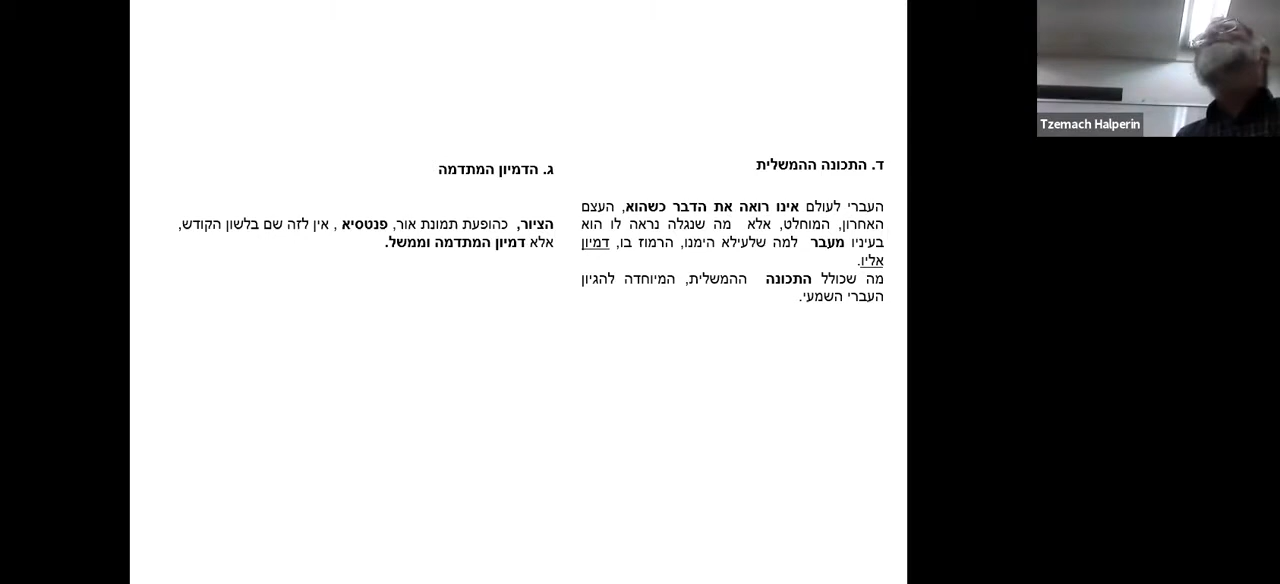 ד. התכונה ההמשלית
העברי לעולם אינו רואה את הדבר כשהוא, העצם
האחרון, המוחלט, אלא מה שנגלה נראה לו הוא
בעיניו מעבר למה שלעילא הימנו, הרמוז בו, דמיון
אליו.
מה שכולל התכונה ההמשלית, המיוחדה להגיון
העברי השמעי.
ג. הדמיון המתדמה
הציור, כהופעת תמונת אור, פנטסיא , אין לזה שם בלשון הקודש,
אלא דמיון המתדמה וממשל.
Tzemach Halperin